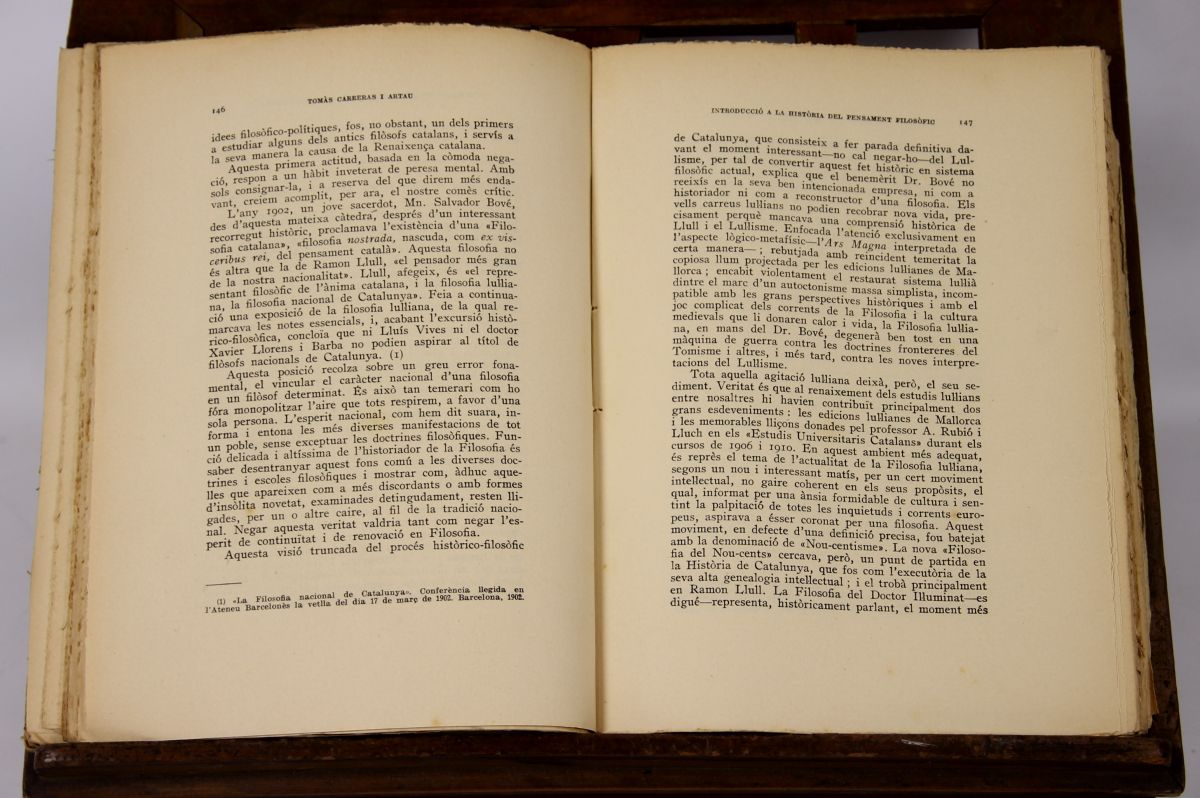 146
TOMÀS CARRERAS I ARTAU
idees filosòfico-polítiques, fos, no obstant, un dels primers
a estudiar alguns dels antics filòsofs catalans, i servís a
la seva manera la causa de la Renaixença catalana.
Aquesta primera actitud, basada en la còmoda nega-
ció, respon a un hàbit inveterat de peresa mental. Amb
sols consignar-la, i a reserva del que direm més enda-
vant, creiem acomplit, per ara, el nostre comès crític.
L'any 1902, un jove sacerdot, Mn. Salvador Bové,
des d'aquesta mateixa càtedra, després d'un interessant
recorregut històric, proclamava l'existència d'una «Filo-
sofia catalana», «filosofia nostrada, nascuda, com ex vis-
ceribus rei, del pensament català». Aquesta filosofia no
és altra que la de Ramon Llull, «el pensador més gran
de la nostra nacionalitat». Llull, afegeix, és «el repre-
sentant filosòfic de l'ànima catalana, i la filosofia lul·lia-
na, la filosofia nacional de Catalunya». Feia a continua-
ció una exposició de la filosofia lulliana, de la qual re-
marcava les notes essencials, i, acabant l'excursió histò-
rico-filosòfica, concloïa que ni Lluís Vives ni el doctor
Xavier Llorens i Barba no podien aspirar al títol de
filòsofs nacionals de Catalunya. (1)
Aquesta posició recolza sobre un greu error fona-
mental, el vincular el caràcter nacional d'una filosofia
en un filòsof determinat. És això tan temerari com ho
fóra monopolitzar l'aire que tots respirem, a favor d'una
sola persona. L'esperit nacional, com hem dit suara, in-
forma i entona les més diverses manifestacions de tot
un poble, sense exceptuar les doctrines filosòfiques. Fun-
ció delicada i altíssima de l'historiador de la Filosofia és
saber desentranyar aquest fons comú a les diverses doc-
trines i escoles filosòfiques i mostrar com, àdhuc aque-
lles que apareixen com a més discordants o amb formes
d'insòlita novetat, examinades detingudament, resten lli-
gades, per un o altre caire, al fil de la tradició nacio-
nal. Negar aquesta veritat valdria tant com negar l'es-
perit de continuïtat i de renovació en Filosofia.
Aquesta visió truncada del procés històrico-filosòfic
(1) «La Filosofia nacional de Catalunya». Conferència llegida en
l'Ateneu Barcelonès la vetlla del dia 17 de març de 1902. Barcelona, 1902.
INTRODUCCIÓ A LA HISTÒRIA DEL PENSAMENT FILOSÒFIC
147
de Catalunya, que consisteix a fer parada definitiva da-
vant el moment interessant—no cal negar-ho—del Lul-
lisme, per tal de convertir aquest fet històric en sistema
filosòfic actual, explica que el benemèrit Dr. Bové no
reeixís en la seva ben intencionada empresa, ni com a
historiador ni com a reconstructor d'una filosofia. Els
vells careus lullians no podien recobrar nova vida, pre-
cisament perquè mancava una comprensió històrica de
Llull i el Lullisme. Enfocada l'atenció exclusivament en
l'aspecte lògico-metafísic—l'Ars Magna interpretada de
certa manera— ; rebutjada amb reincident temeritat la
copiosa llum projectada per les edicions lullianes de Ma-
llorca ; encabit violentament el restaurat sistema lullià
dintre el marc d'un autoctonisme massa simplista, incom-
patible amb les grans perspectives històriques i amb el
joc complicat dels corrents de la Filosofia i la cultura
medievals que li donaren calor i vida, la Filosofia lullia-
na, en mans del Dr. Bové, degenerà ben tost en una
màquina de guerra contra les doctrines frontereres del
Tomisme i altres, i més tard, contra les noves interpre-
tacions del Lullisme.
Tota aquella agitació lulliana deixà, però, el seu se-
diment. Veritat és que al renaixement dels estudis lullians
entre nosaltres hi havien contribuït principalment dos
grans esdeveniments : les edicions lullianes de Mallorca
i les memorables lliçons donades pel professor A. Rubió i
Lluch en els «Estudis Universitaris Catalans» durant els
cursos de 1906 i 1910. En aquest ambient més adequat,
és représ el tema de l'actualitat de la Filosofia lulliana,
segons un nou i interessant matís, per un cert moviment
intellectual, no gaire coherent en els seus propòsits, el
qual, informat per una ànsia formidable de cultura i sen-
tint la palpitació de totes les inquietuds i corrents euro-
peus, aspirava a ésser coronat per una filosofia. Aquest
moviment, en defecte d'una definició precisa, fou batejat
amb la denominació de «Nou-centisme». La nova «Filoso-
fia del Nou-cents» cercava, però, un punt de partida en
la Història de Catalunya, que fos com l'executòria de la
seva alta genealogia intellectual ; i el trobà principalment
en Ramon Llull. La Filosofia del Doctor Illuminat—es
digué—representa, històricament parlant, el moment més